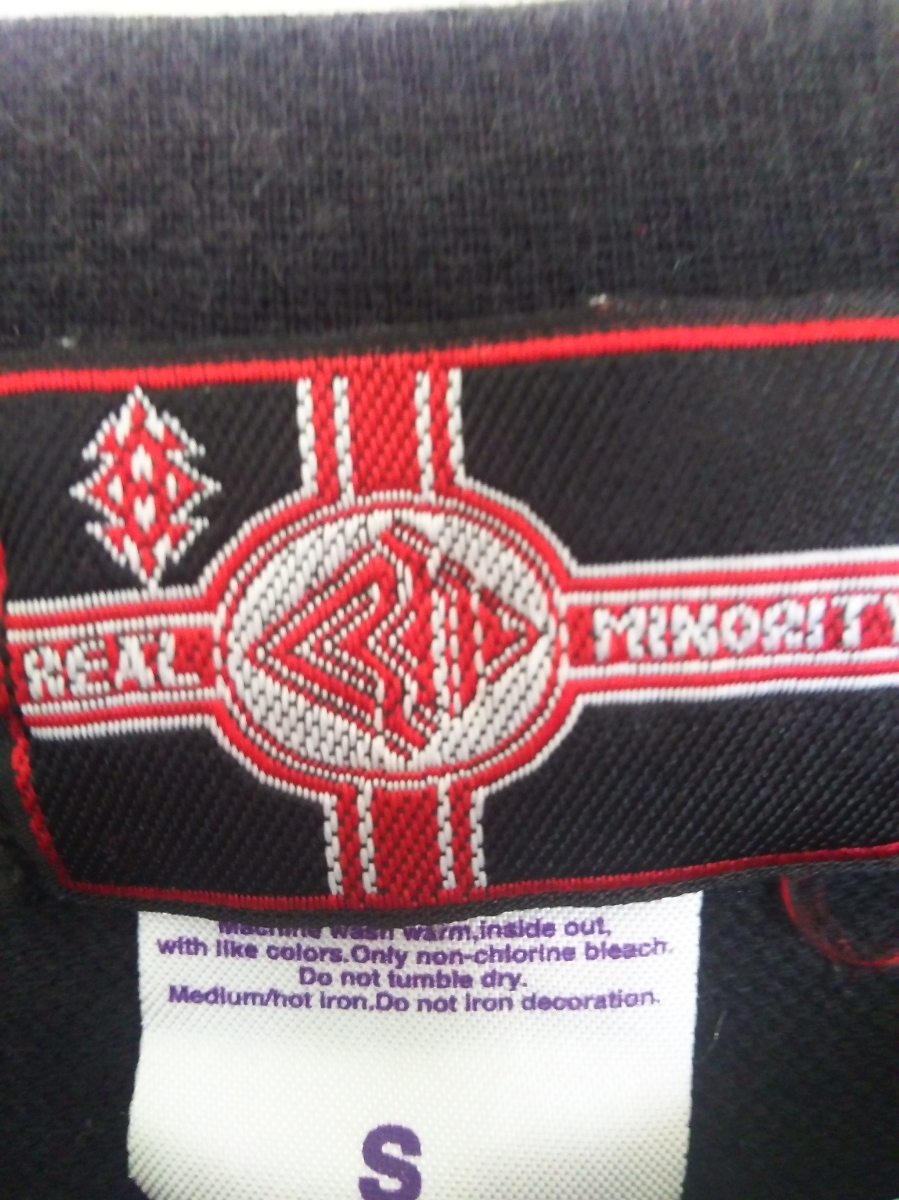 REAL MINORITY
Machine wash warm,inside out,
with like colors.Only non-chlorine bleach.
Do not tumble dry.
Medium/hot iron.Do not iron decoration.
S